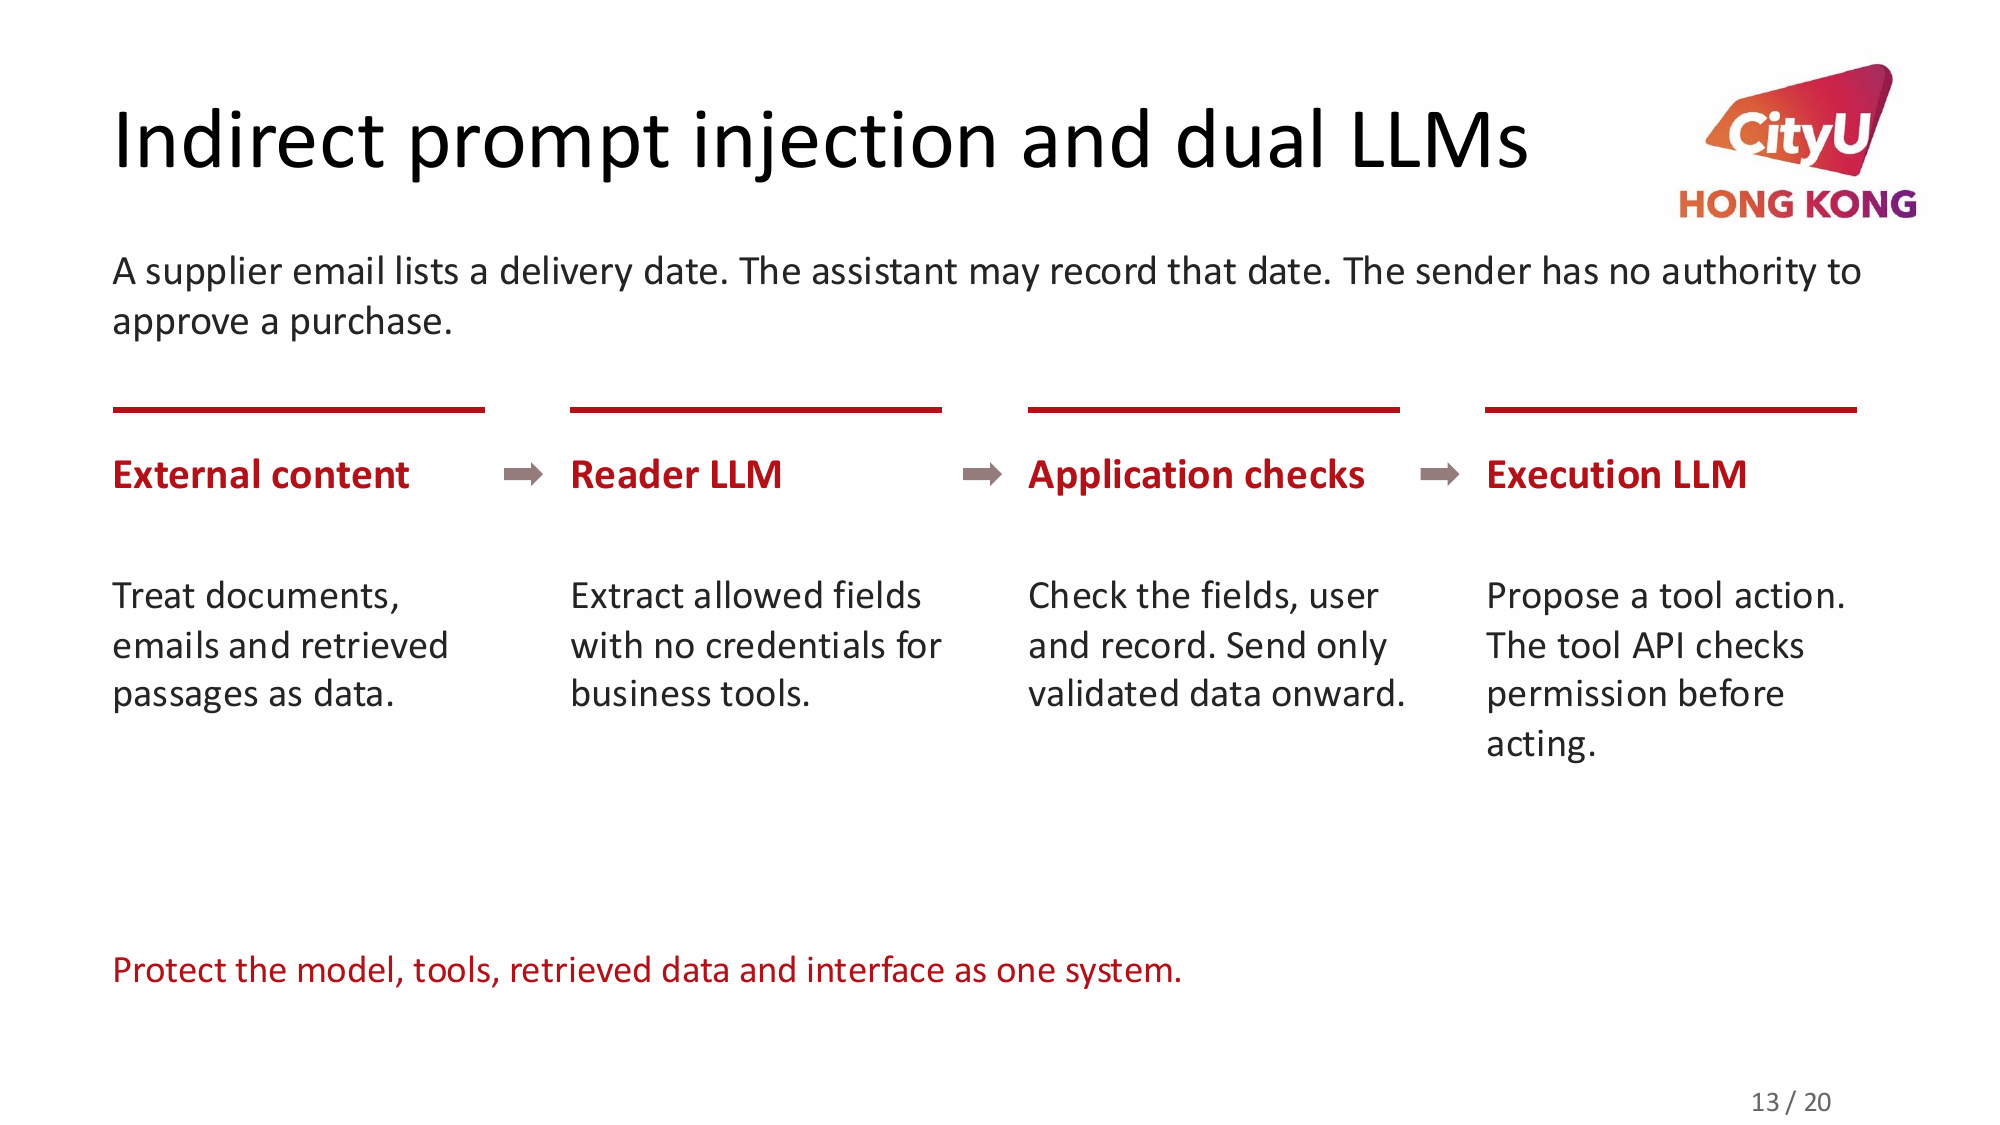 Indirect prompt injection and dual LLMs
CityU
HONG KONG
A supplier email lists a delivery date. The assistant may record that date. The sender has no authority to
approve a purchase.
External content
Treat documents,
emails and retrieved
passages as data.
Reader LLM
Extract allowed fields
with no credentials for
business tools.
Application checks
Check the fields, user
and record. Send only
validated data onward.
Execution LLM
Propose a tool action.
The tool API checks
permission before
acting.
Protect the model, tools, retrieved data and interface as one system.
13 / 20